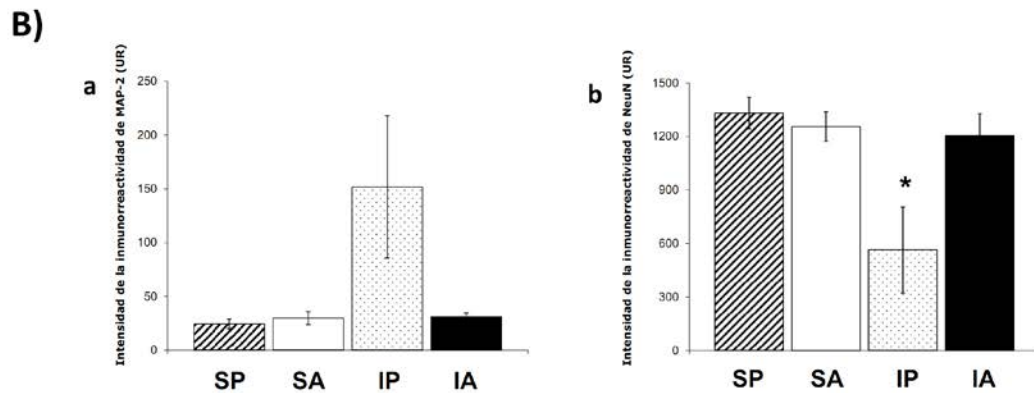 B)
a
Intensidad de la inmunorreactividad de MAP-2 (UR)
250
200
150
100
50
0
SP SA IP IA
b
Intensidad de la inmunorreactividad de NeuN (UR)
1500
1200
900
600
300
0
*
SP SA IP IA